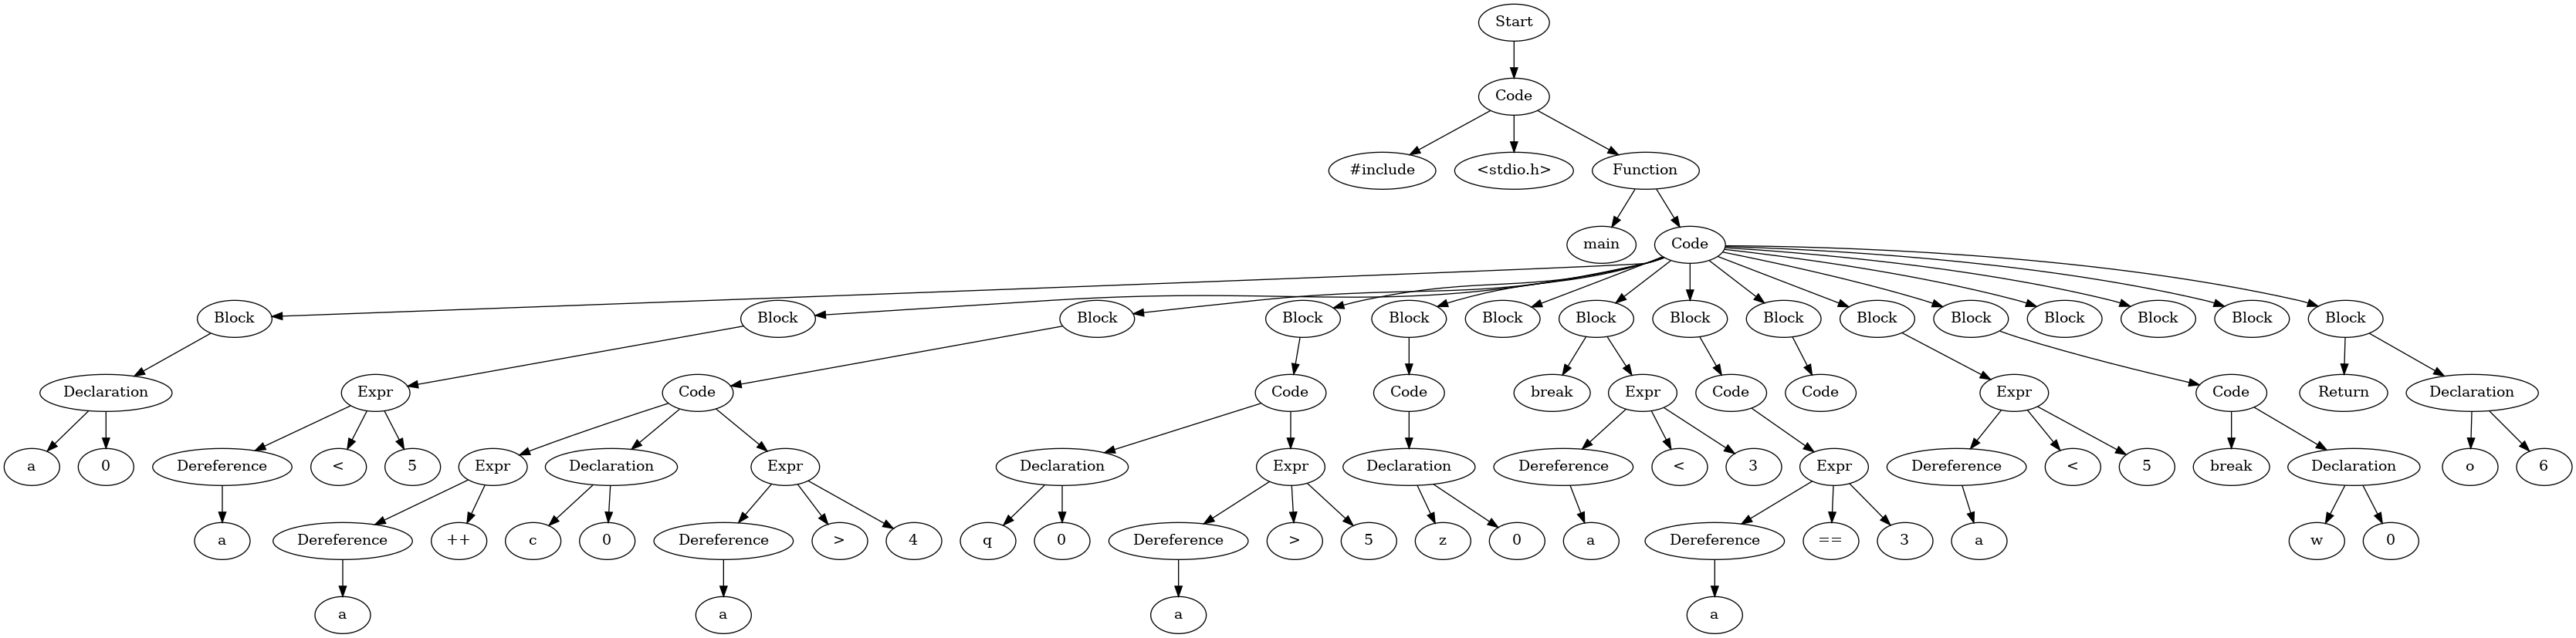 Start
Code
#include <stdio.h> Function
main Code
Block Block Block Block Block Block Block Block Block Block Block Block Block Block Block
Declaration Expr Code Code Code break Expr Code Code Expr Code Return Declaration
a 0 Dereference < 5 Expr Declaration Expr Declaration Expr Declaration Dereference < 3 Expr Dereference < 5 break Declaration o 6
a Dereference ++ c 0 Dereference > 4 q 0 Dereference > 5 z 0 a Dereference == 3 a w 0
a a a a